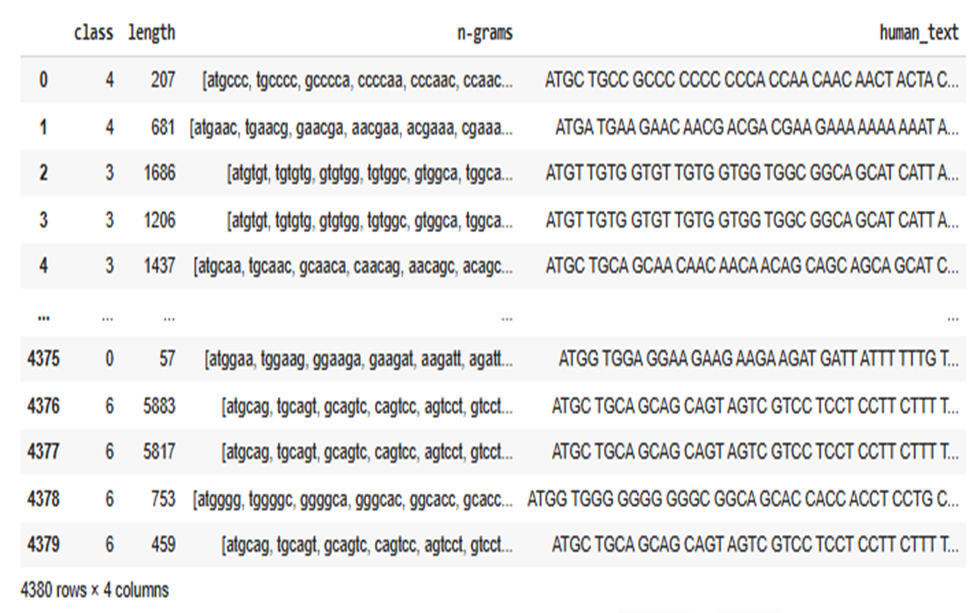 class length n-grams human_text
0 4 207 [atgccc, tgcccc, gcccca, ccccaa, cccaac, ccaac... ATGC TGCC GCCC CCCC CCCA CCAA CAAC AACT ACTA C...
1 4 681 [atgaac, tgaacg, gaacga, aacgaa, acgaaa, cgaaa... ATGA TGAA GAAC AACG ACGA CGAA GAAA AAAA AAAT A...
2 3 1686 [atgtgt, tgtgtg, gtgtgg, tgtggc, gtggca, tggca... ATGT TGTG GTGT TGTG GTGG TGGC GGCA GCAT CATT A...
3 3 1206 [atgtgt, tgtgtg, gtgtgg, tgtggc, gtggca, tggca... ATGT TGTG GTGT TGTG GTGG TGGC GGCA GCAT CATT A...
4 3 1437 [atgcaa, tgcaac, gcaaca, caacag, aacagc, acagc... ATGC TGCA GCAA CAAC AACA ACAG CAGC AGCA GCAT C...
... ... ... ... ...
4375 0 57 [atggaa, tggaag, ggaaga, gaagat, aagatt, agatt... ATGG TGGA GGAA GAAG AAGA AGAT GATT ATTT TTTG T...
4376 6 5883 [atgcag, tgcagt, gcagtc, cagtcc, agtcct, gtcct... ATGC TGCA GCAG CAGT AGTC GTCC TCCT CCTT CTTT T...
4377 6 5817 [atgcag, tgcagt, gcagtc, cagtcc, agtcct, gtcct... ATGC TGCA GCAG CAGT AGTC GTCC TCCT CCTT CTTT T...
4378 6 753 [atgggg, tggggc, ggggca, gggcac, ggcacc, gcacc... ATGG TGGG GGGG GGGC GGCA GCAC CACC ACCT CCTG C...
4379 6 459 [atgcag, tgcagt, gcagtc, cagtcc, agtcct, gtcct... ATGC TGCA GCAG CAGT AGTC GTCC TCCT CCTT CTTT T...
4380 rows × 4 columns